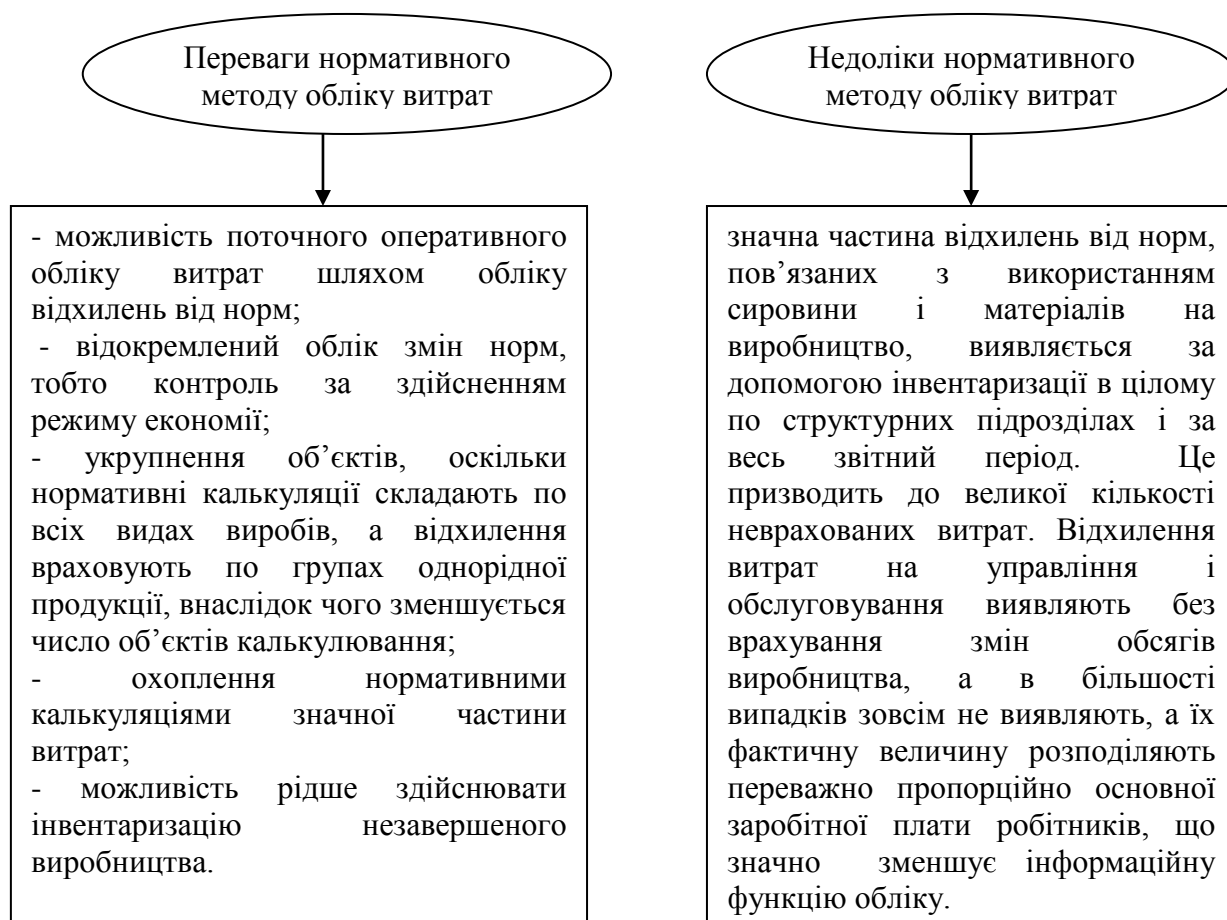 Переваги нормативного
методу обліку витрат
- можливість поточного оперативного
обліку витрат шляхом обліку
відхилень від норм;
- відокремлений облік змін норм,
тобто контроль за здійсненням
режиму економії;
- укрупнення об’єктів, оскільки
нормативні калькуляції складають по
всіх видах виробів, а відхилення
враховують по групах однорідної
продукції, внаслідок чого зменшується
число об’єктів калькулювання;
- охоплення нормативними
калькуляціями значної частини
витрат;
- можливість рідше здійснювати
інвентаризацію незавершеного
виробництва.
Недоліки нормативного
методу обліку витрат
значна частина відхилень від норм,
пов’язаних з використанням
сировини і матеріалів на
виробництво, виявляється за
допомогою інвентаризації в цілому
по структурних підрозділах і за
весь звітний період. Це
призводить до великої кількості
неврахованих витрат. Відхилення
витрат на управління і
обслуговування виявляють без
врахування змін обсягів
виробництва, а в більшості
випадків зовсім не виявляють, а їх
фактичну величину розподіляють
переважно пропорційно основної
заробітної плати робітників, що
значно зменшує інформаційну
функцію обліку.